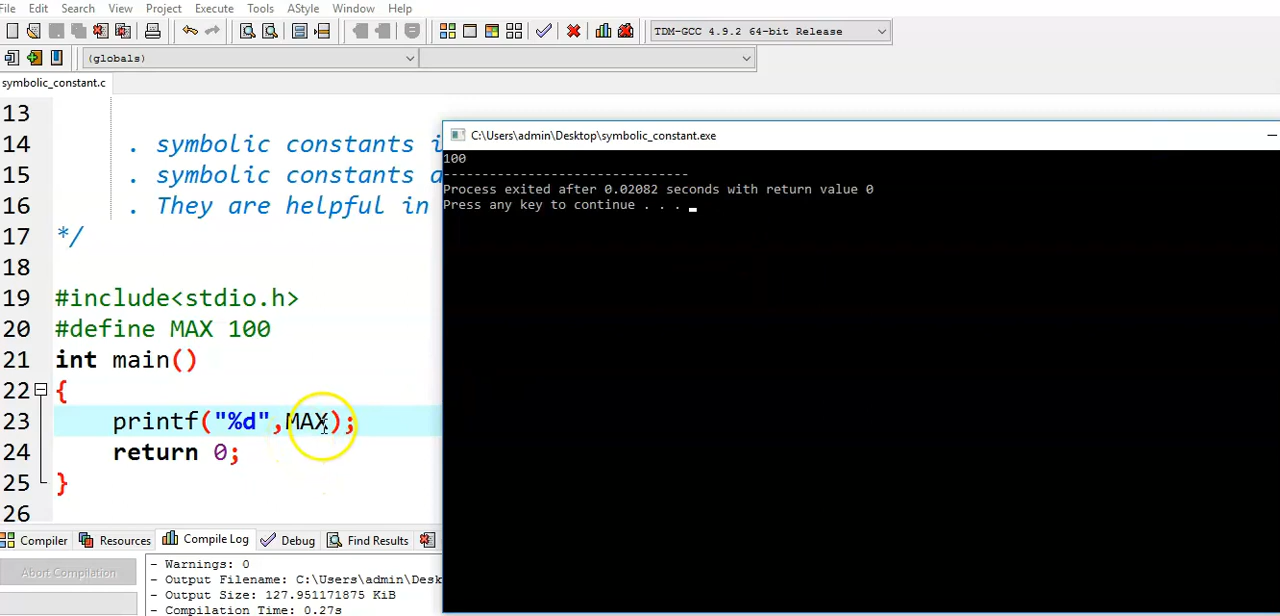 File Edit Search View Project Execute Tools AStyle Window Help
TDM-GCC 4.9.2 64-bit Release
(globals)
symbolic_constant.c
13
14 . symbolic constants
15 . symbolic constants
16 . They are helpful in
17 */
18
19 #include<stdio.h>
20 #define MAX 100
21 int main()
22 {
23 printf("%d",MAX);
24 return 0;
25 }
26
C:\Users\admin\Desktop\symbolic_constant.exe
100
--------------------------------
Process exited after 0.02082 seconds with return value 0
Press any key to continue . . .
Compiler Resources Compile Log Debug Find Results
Abort Compilation
- Warnings: 0
- Output Filename: C:\Users\admin\Desk
- Output Size: 127.951171875 KiB
- Compilation Time: 0.27s